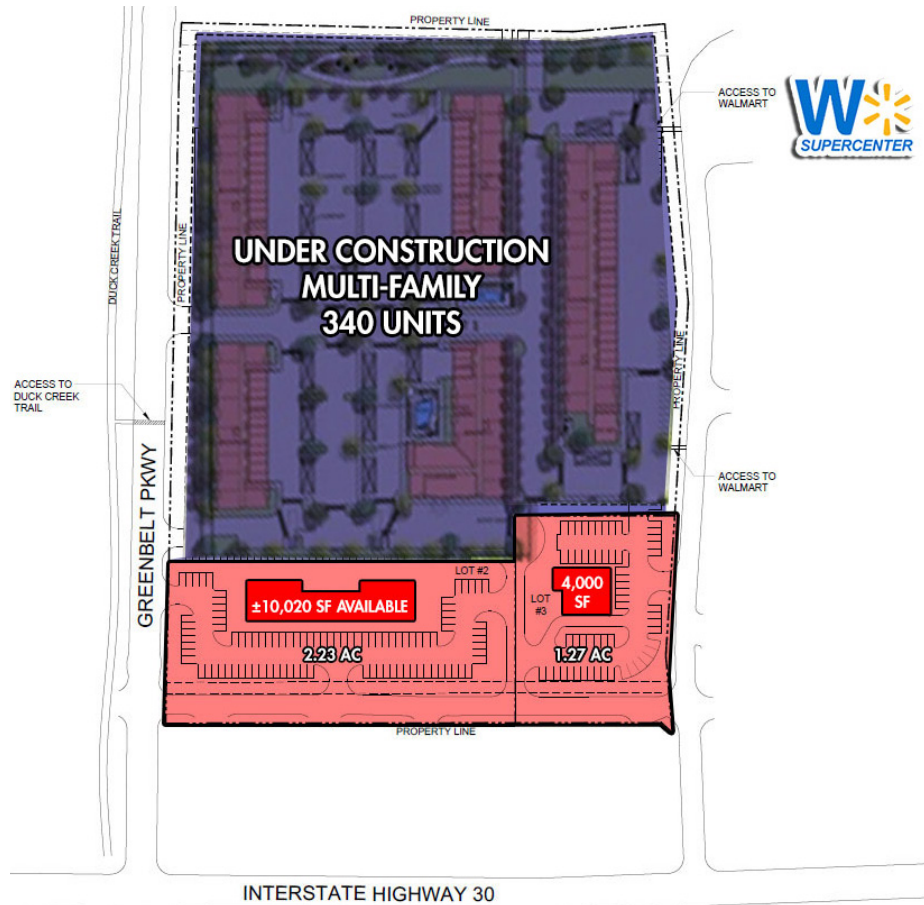 PROPERTY LINE
ACCESS TO
WALMART
W
SUPERCENTER
DUCK CREEK TRAIL
PROPERTY LINE
UNDER CONSTRUCTION
MULTI-FAMILY
340 UNITS
PROPERTY LINE
ACCESS TO
DUCK CREEK
TRAIL
GREENBELT PKWY
ACCESS TO
WALMART
LOT #2
±10,020 SF AVAILABLE
2.23 AC
LOT
#3
4,000
SF
1.27 AC
PROPERTY LINE
INTERSTATE HIGHWAY 30